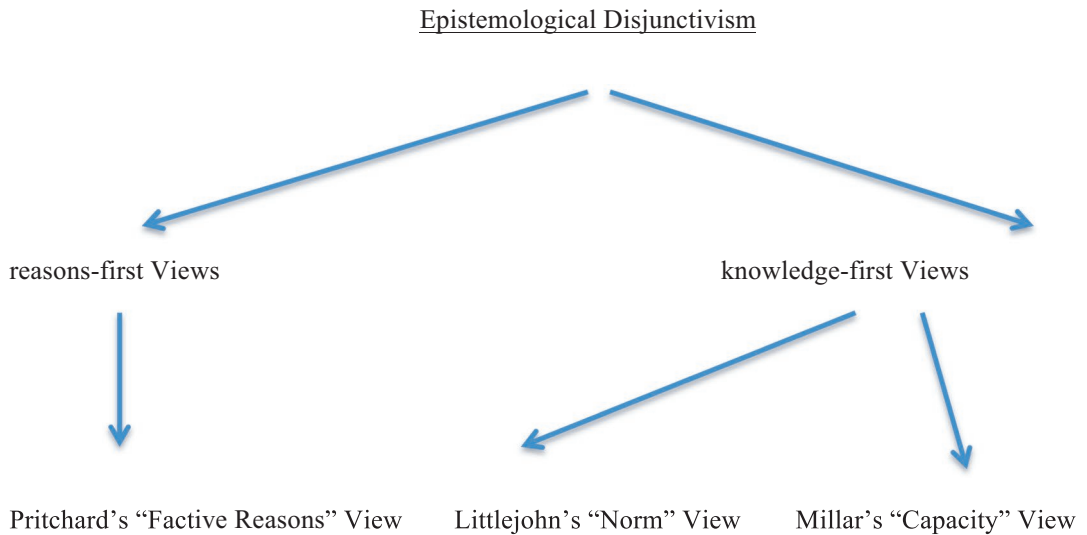 Epistemological Disjunctivism
reasons-first Views
knowledge-first Views
Pritchard’s “Factive Reasons” View
Littlejohn’s “Norm” View
Millar’s “Capacity” View